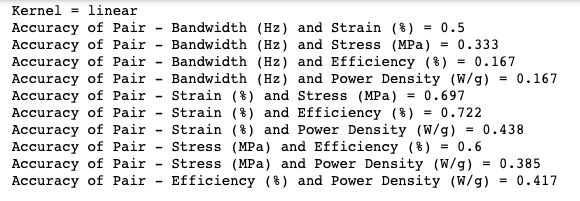 Kernel = linear
Accuracy of Pair - Bandwidth (Hz) and Strain (%) = 0.5
Accuracy of Pair - Bandwidth (Hz) and Stress (MPa) = 0.333
Accuracy of Pair - Bandwidth (Hz) and Efficiency (%) = 0.167
Accuracy of Pair - Bandwidth (Hz) and Power Density (W/g) = 0.167
Accuracy of Pair - Strain (%) and Stress (MPa) = 0.697
Accuracy of Pair - Strain (%) and Efficiency (%) = 0.722
Accuracy of Pair - Strain (%) and Power Density (W/g) = 0.438
Accuracy of Pair - Stress (MPa) and Efficiency (%) = 0.6
Accuracy of Pair - Stress (MPa) and Power Density (W/g) = 0.385
Accuracy of Pair - Efficiency (%) and Power Density (W/g) = 0.417